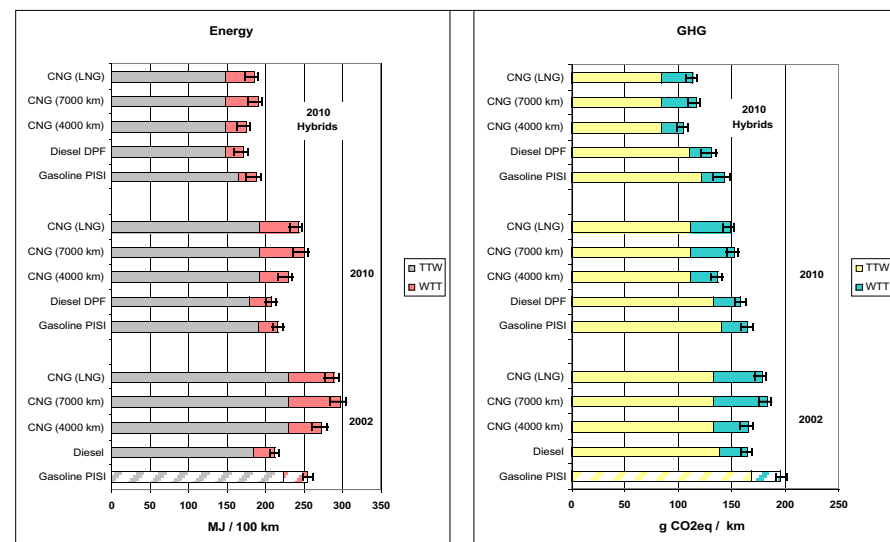 Energy
CNG (LNG)
CNG (7000 km)
CNG (4000 km)
Diesel DPF
Gasoline PISI
2010
Hybrids
CNG (LNG)
CNG (7000 km)
CNG (4000 km)
Diesel DPF
Gasoline PISI
2010
CNG (LNG)
CNG (7000 km)
CNG (4000 km)
Diesel
Gasoline PISI
2002
0 50 100 150 200 250 300 350
MJ / 100 km
TTW
WTT
GHG
CNG (LNG)
CNG (7000 km)
CNG (4000 km)
Diesel DPF
Gasoline PISI
2010
Hybrids
CNG (LNG)
CNG (7000 km)
CNG (4000 km)
Diesel DPF
Gasoline PISI
2010
CNG (LNG)
CNG (7000 km)
CNG (4000 km)
Diesel
Gasoline PISI
2002
0 50 100 150 200 250
g CO2eq / km
TTW
WTT